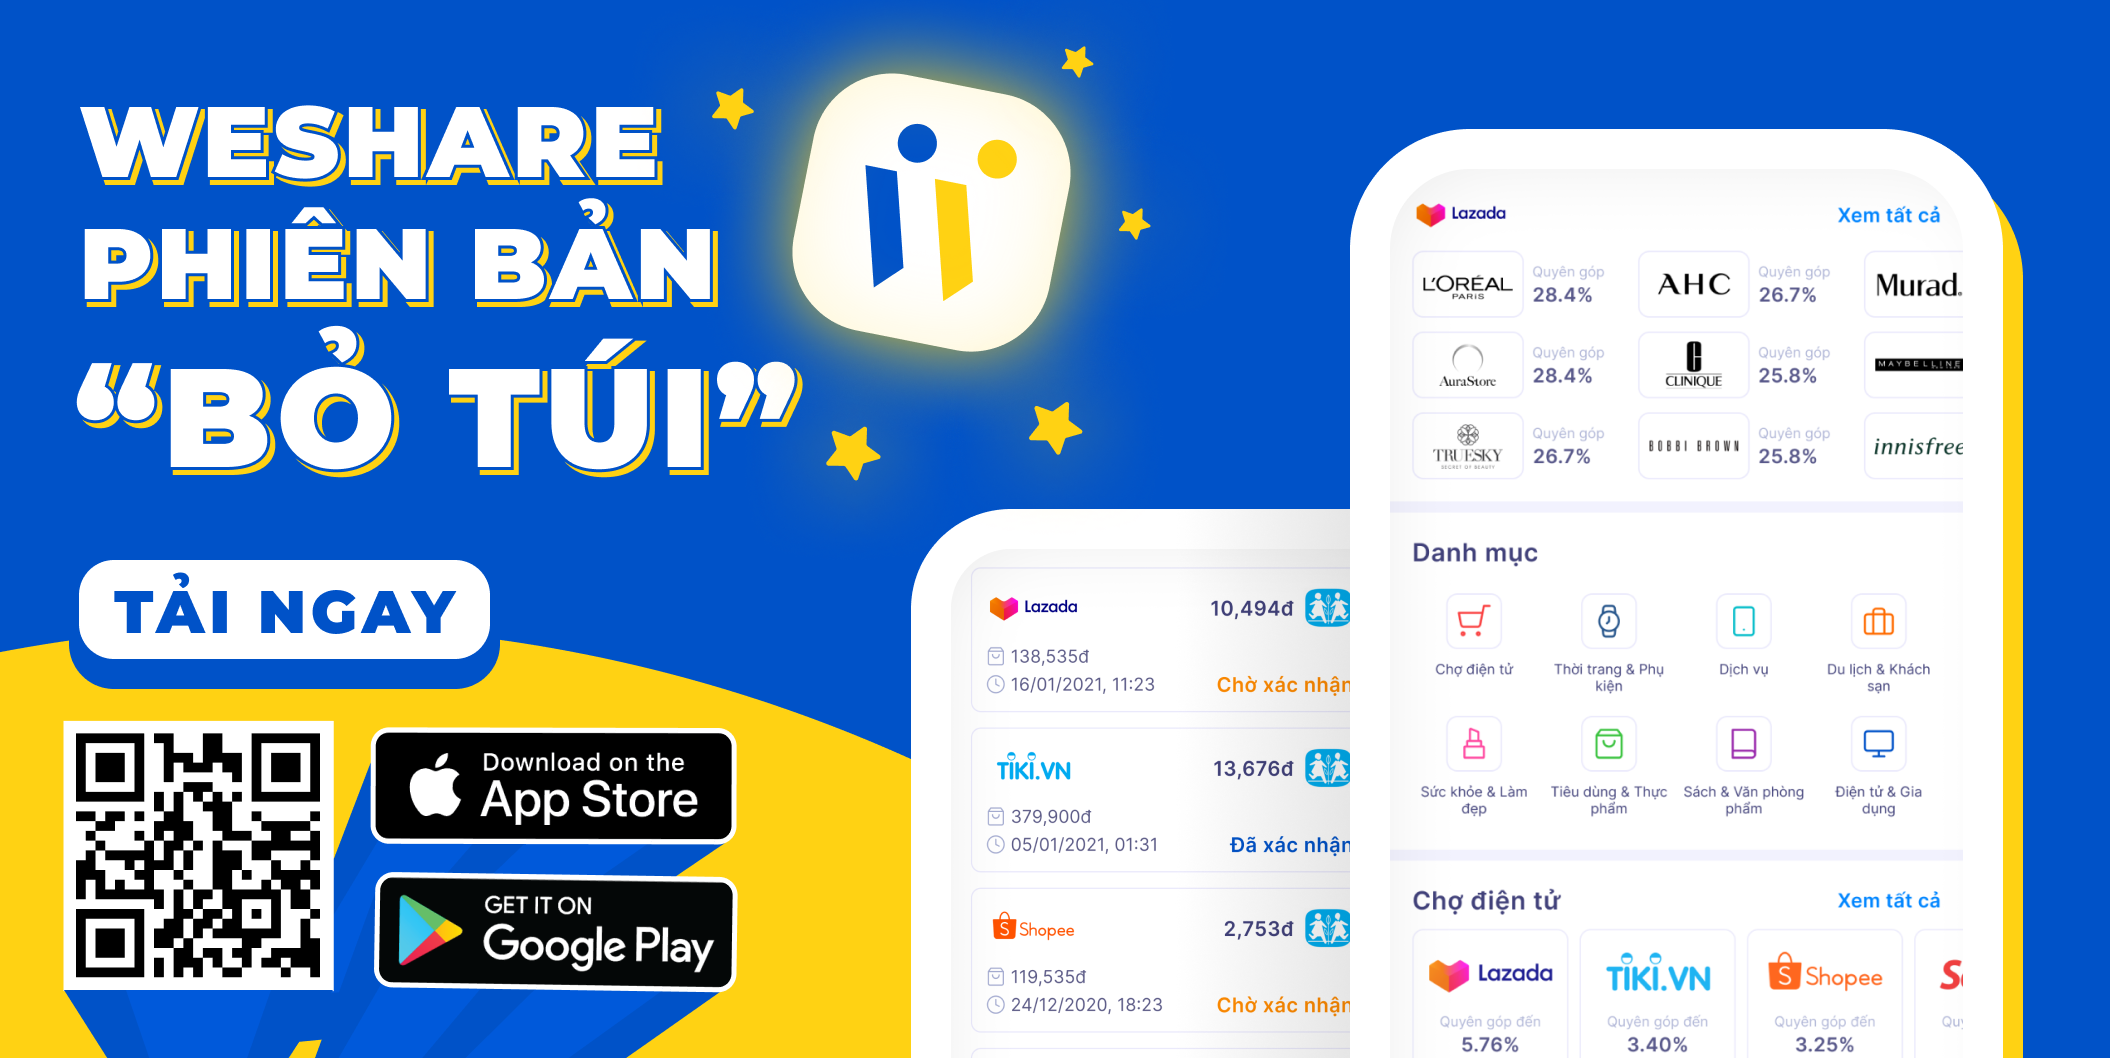 WESHARE
PHIÊN BẢN
“BỎ TÚI”
TẢI NGAY
Download on the
App Store
GET IT ON
Google Play
Lazada
10,494đ
138,535đ
16/01/2021, 11:23
Chờ xác nhận
TIKI.VN
13,676đ
379,900đ
05/01/2021, 01:31
Đã xác nhận
Shopee
2,753đ
119,535đ
24/12/2020, 18:23
Chờ xác nhận
Lazada
Xem tất cả
L'ORÉAL
PARIS
Quyên góp
28.4%
AHC
Quyên góp
26.7%
Murad.
AuraStore
Quyên góp
28.4%
CLINIQUE
Quyên góp
25.8%
MAYBELLINE
TRUESKY
SECRET OF BEAUTY
Quyên góp
26.7%
BOBBI BROWN
Quyên góp
25.8%
innisfree
Danh mục
Chợ điện tử
Thời trang & Phụ
kiện
Dịch vụ
Du lịch & Khách
sạn
Sức khỏe & Làm
đẹp
Tiêu dùng & Thực
phẩm
Sách & Văn phòng
phẩm
Điện tử & Gia
dụng
Chợ điện tử
Xem tất cả
Lazada
Quyên góp đến
5.76%
TIKI.VN
Quyên góp đến
3.40%
Shopee
Quyên góp đến
3.25%